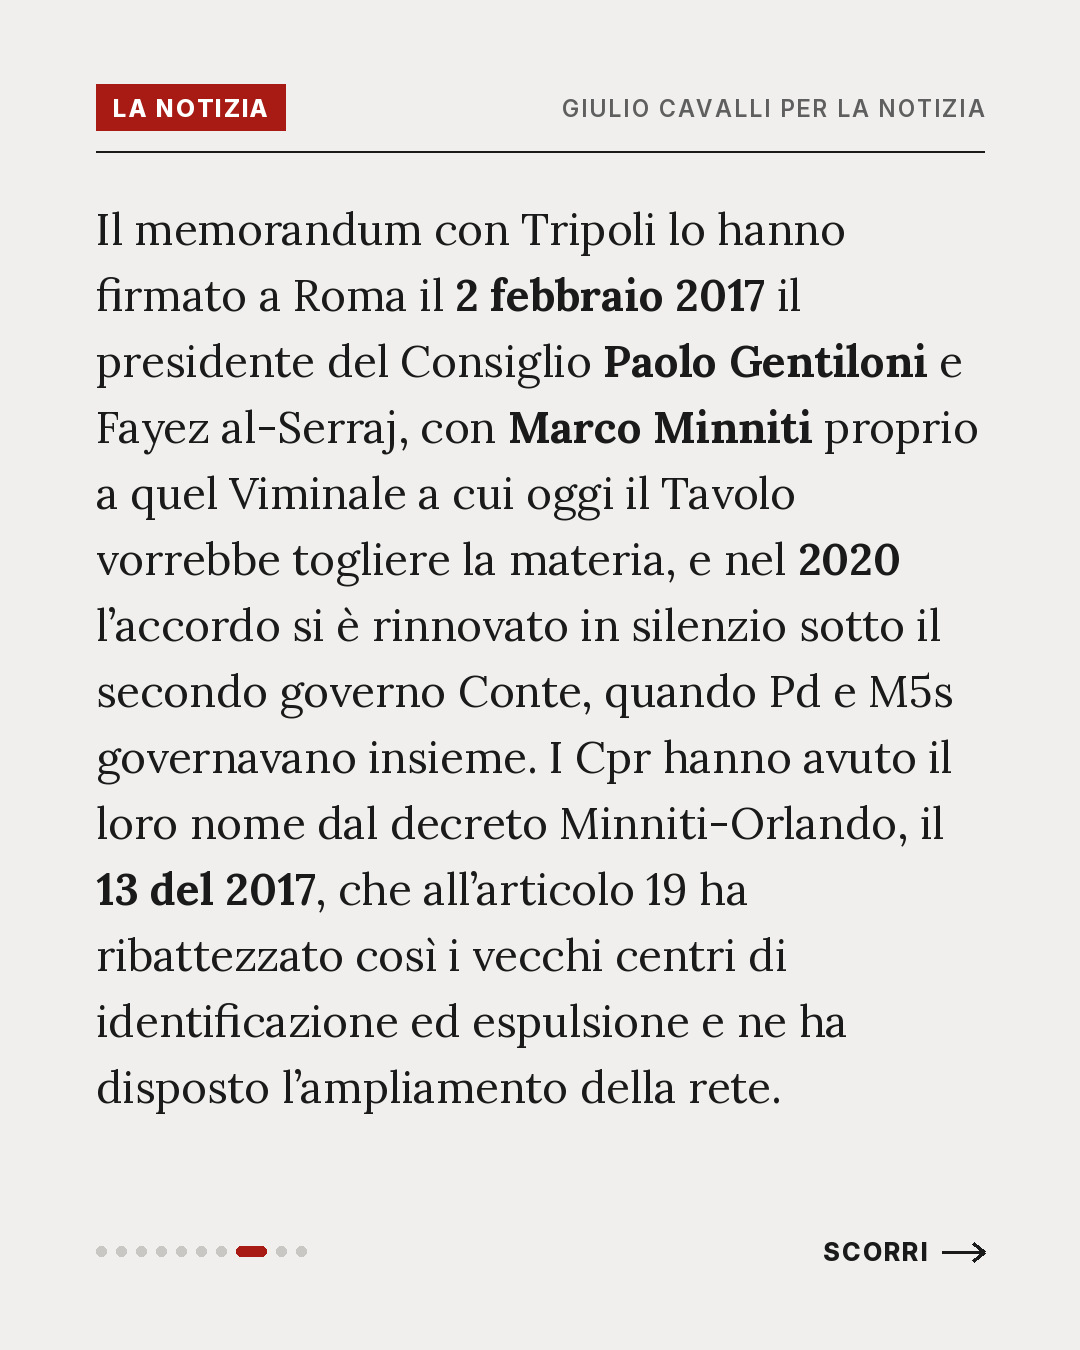 LA NOTIZIA
GIULIO CAVALLI PER LA NOTIZIA
Il memorandum con Tripoli lo hanno
firmato a Roma il 2 febbraio 2017 il
presidente del Consiglio Paolo Gentiloni e
Fayez al-Serraj, con Marco Minniti proprio
a quel Viminale a cui oggi il Tavolo
vorrebbe togliere la materia, e nel 2020
l’accordo si è rinnovato in silenzio sotto il
secondo governo Conte, quando Pd e M5s
governavano insieme. I Cpr hanno avuto il
loro nome dal decreto Minniti-Orlando, il
13 del 2017, che all’articolo 19 ha
ribattezzato così i vecchi centri di
identificazione ed espulsione e ne ha
disposto l’ampliamento della rete.
SCORRI